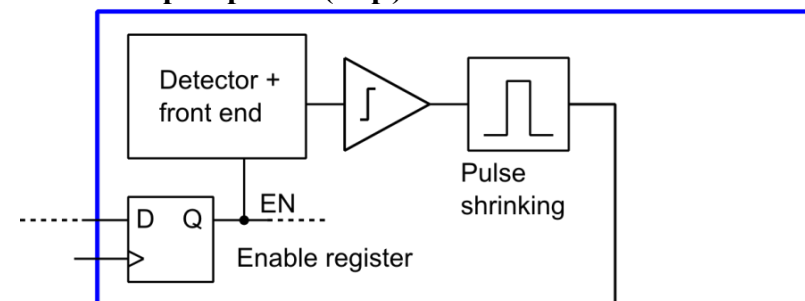 Detector +
front end
Pulse
shrinking
D Q
EN
Enable register